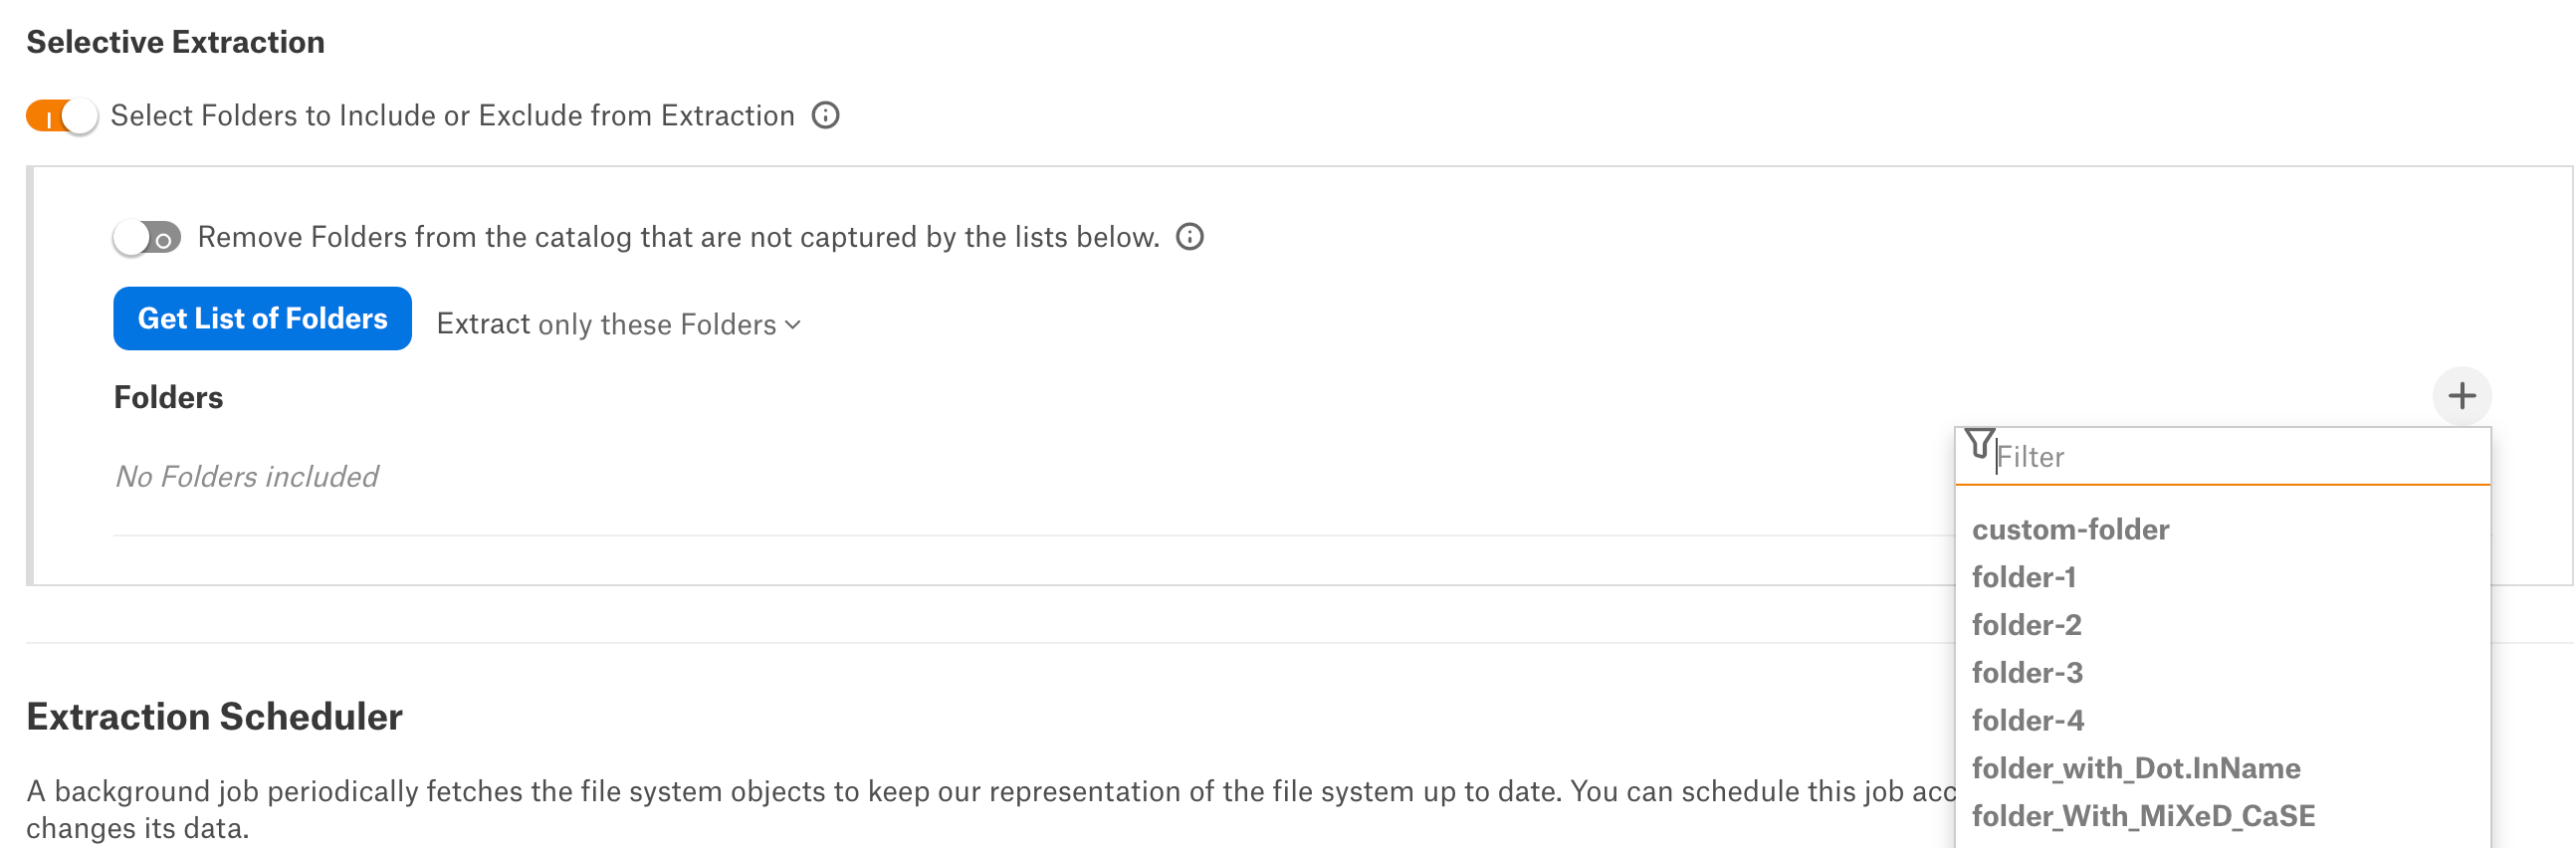 Selective Extraction
Select Folders to Include or Exclude from Extraction
Remove Folders from the catalog that are not captured by the lists below.
Get List of Folders
Extract only these Folders
Folders
No Folders included
Filter
custom-folder
folder-1
folder-2
folder-3
folder-4
folder_with_Dot.InName
folder_With_MiXeD_CaSE
Extraction Scheduler
A background job periodically fetches the file system objects to keep our representation of the file system up to date. You can schedule this job
changes its data.